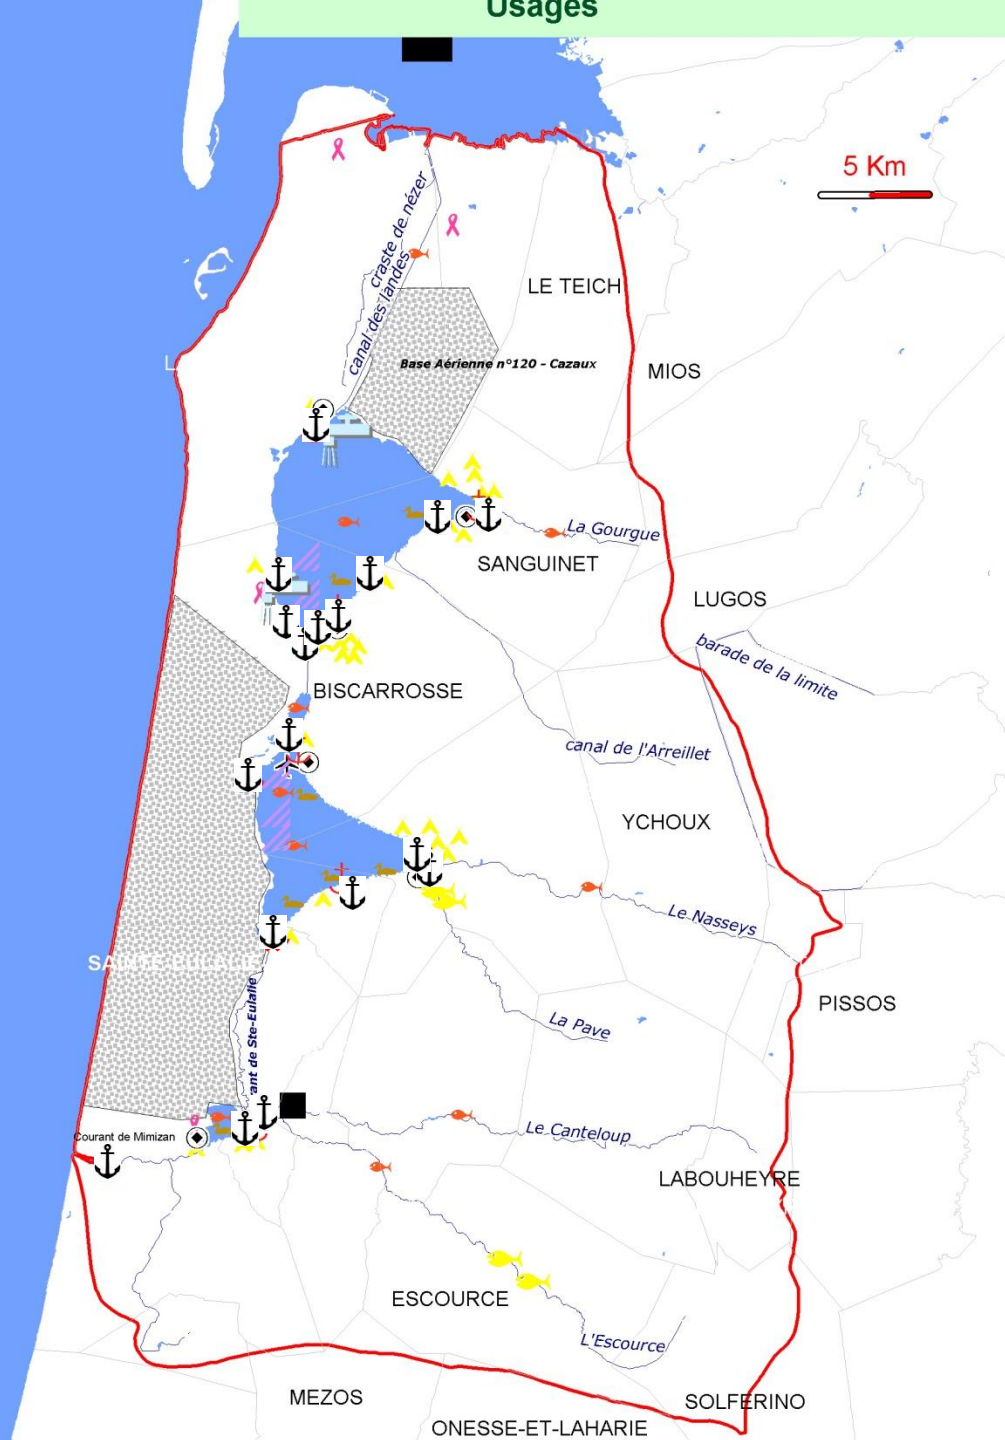 Usages
5 Km
craste de nézer
canal des landes
LE TEICH
Base Aérienne n°120 - Cazaux
MIOS
L
La Gourgue
SANGUINET
LUGOS
barade de la limite
BISCARROSSE
canal de l'Arreillet
YCHOUX
Le Nasseys
SAINTE EULALIE
PISSOS
ant de Ste-Eulalie
La Pave
Courant de Mimizan
Le Canteloup
LABOUHEYRE
ESCOURCE
L'Escource
MEZOS
SOLFERINO
ONESSE-ET-LAHARIE